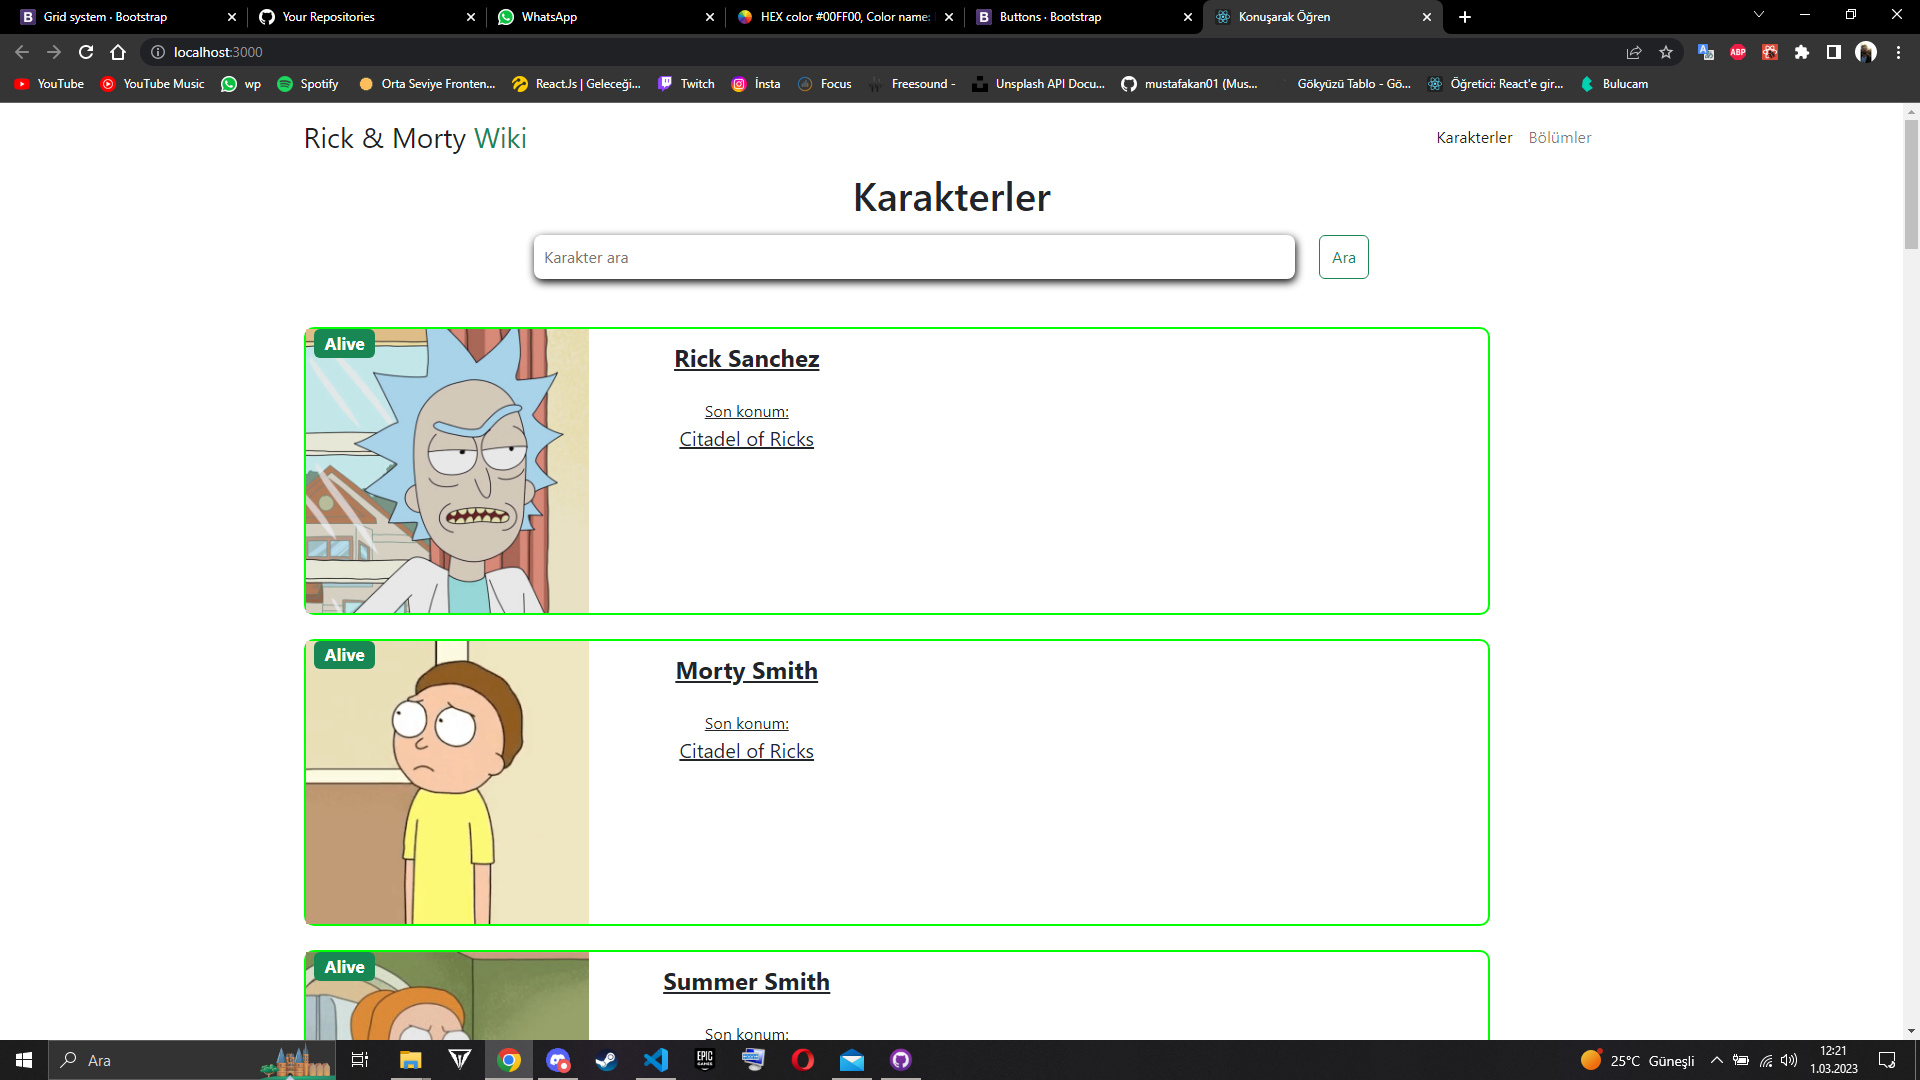 Grid system · Bootstrap
Your Repositories
WhatsApp
HEX color #00FF00, Color name:
Buttons · Bootstrap
Konuşarak Öğren
localhost:3000
YouTube
YouTube Music
wp
Spotify
Orta Seviye Fronten...
React.Js | Geleceği...
Twitch
İnsta
Focus
Freesound -
Unsplash API Docu...
mustafakan01 (Mus...
Gökyüzü Tablo - Gö...
Öğretici: React'e gir...
Bulucam
ABP
Rick & Morty Wiki
Karakterler
Bölümler
Karakterler
Karakter ara
Ara
Alive
Rick Sanchez
Son konum:
Citadel of Ricks
Alive
Morty Smith
Son konum:
Citadel of Ricks
Alive
Summer Smith
Son konum:
Ara
EPIC GAMES
25°C Güneşli
12:21
1.03.2023